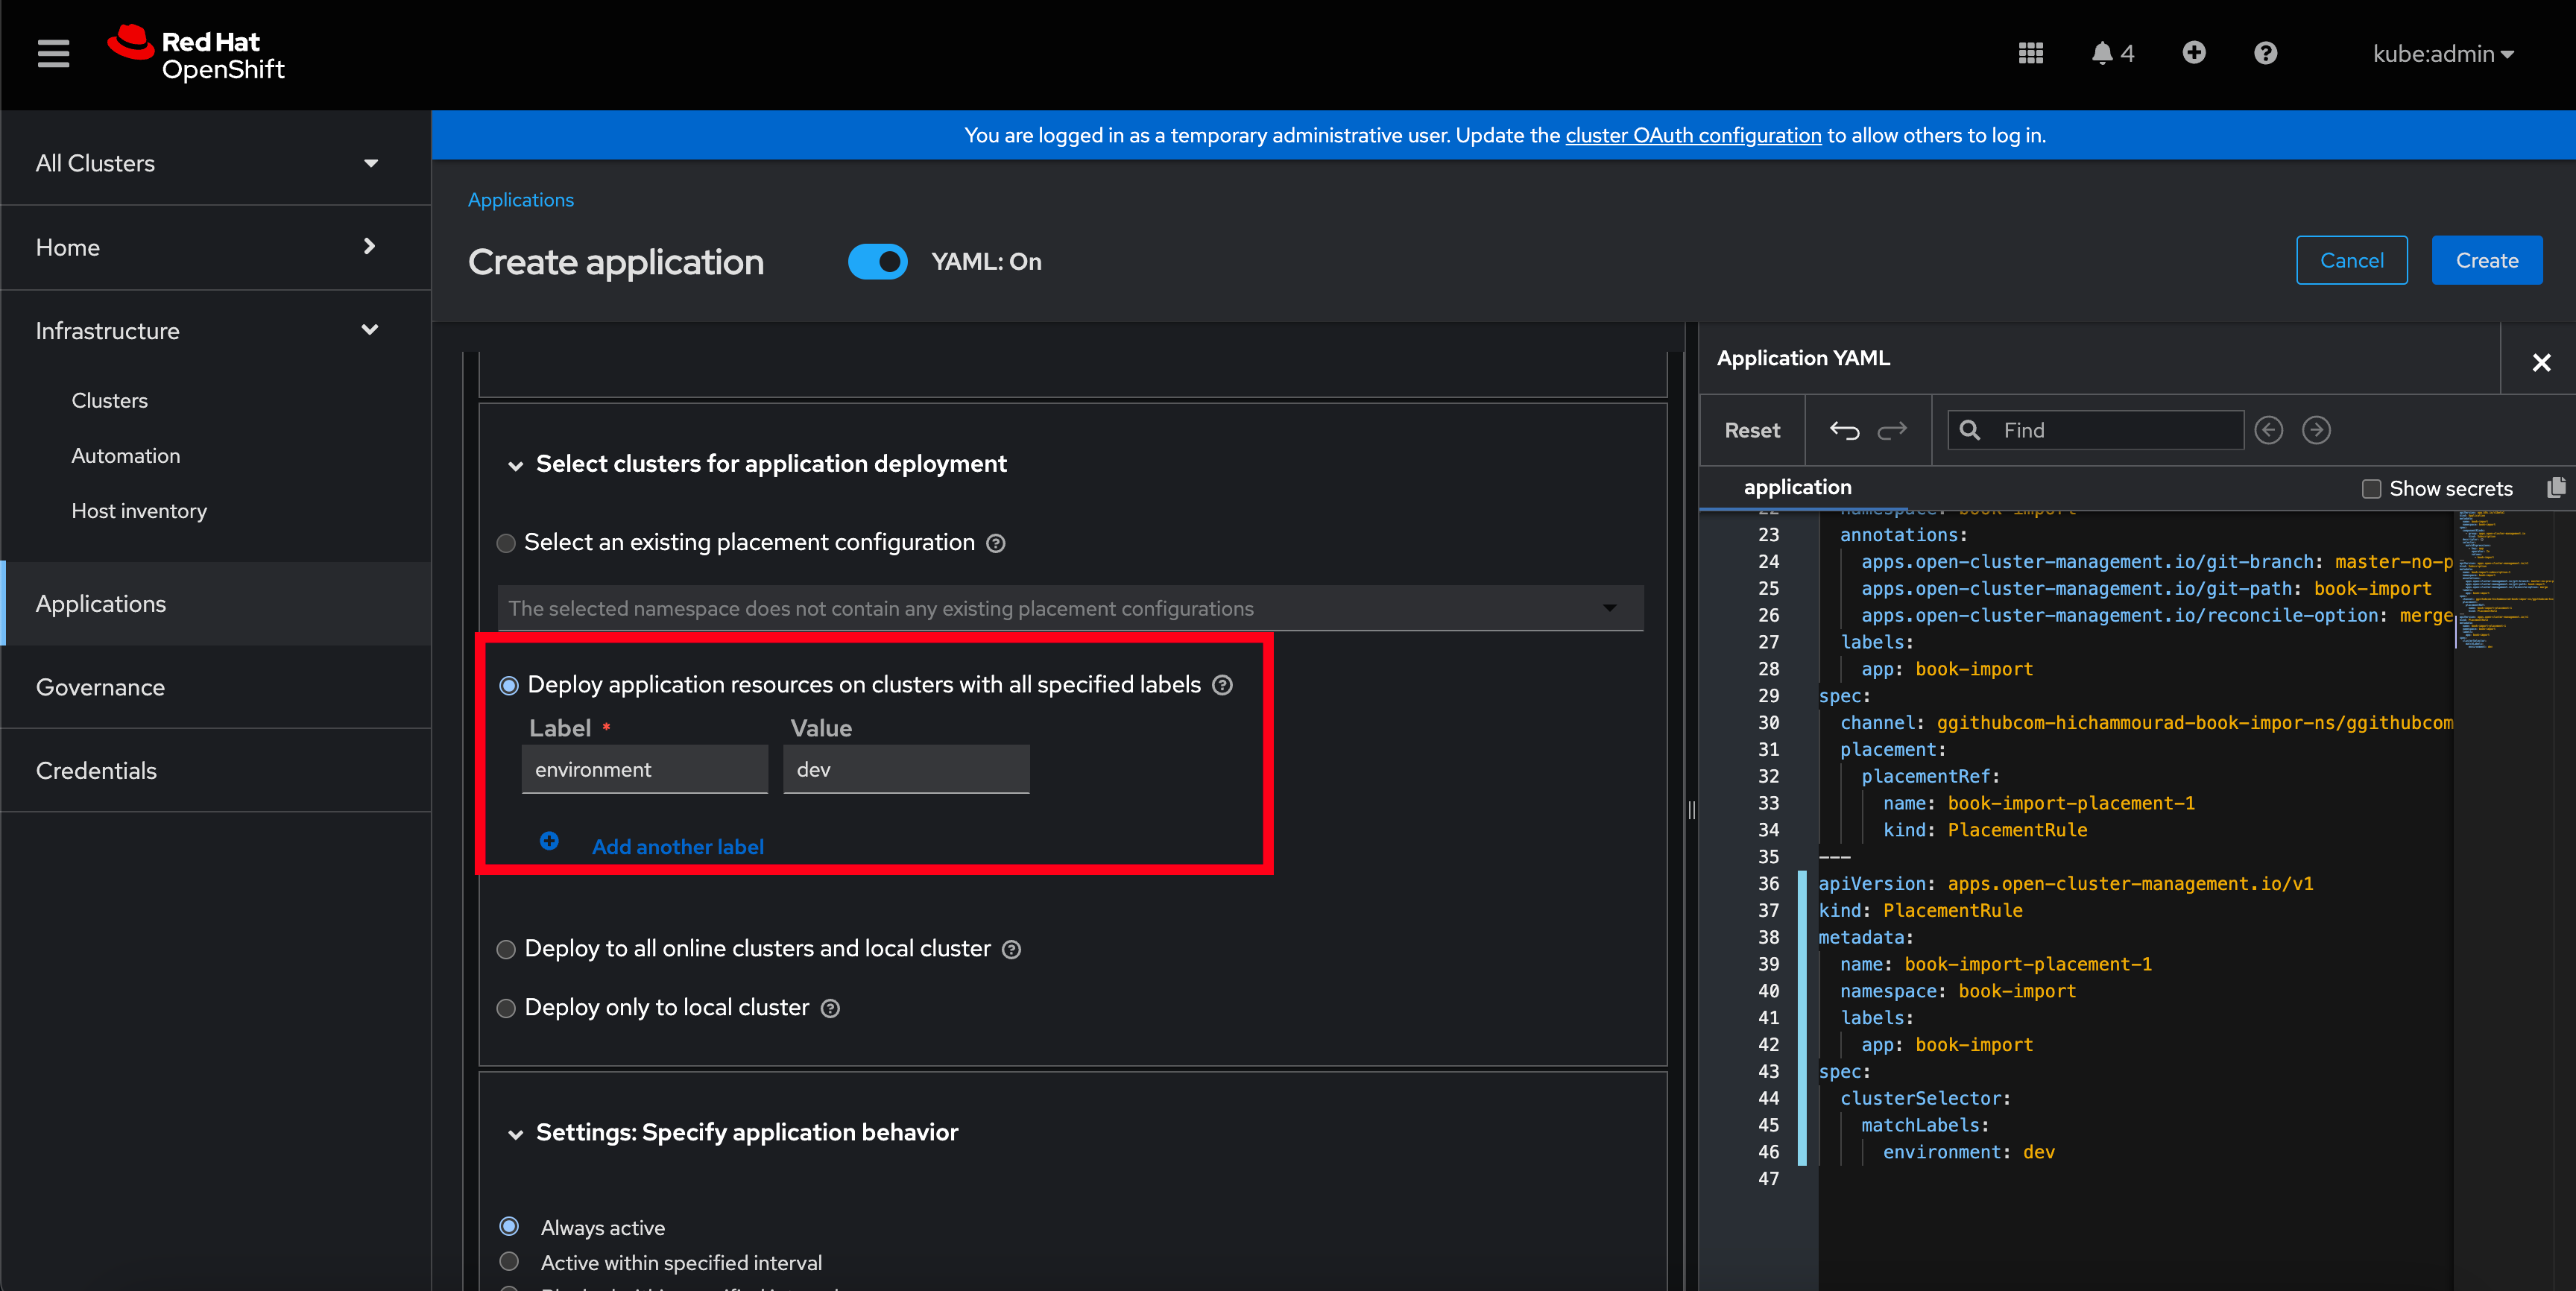 Red Hat
OpenShift
4
kube:admin
You are logged in as a temporary administrative user. Update the cluster OAuth configuration to allow others to log in.
All Clusters
Home
Infrastructure
Clusters
Automation
Host inventory
Applications
Governance
Credentials
Applications
Create application
YAML: On
Cancel
Create
Select clusters for application deployment
Select an existing placement configuration
The selected namespace does not contain any existing placement configurations
Deploy application resources on clusters with all specified labels
Label * Value
environment dev
Add another label
Deploy to all online clusters and local cluster
Deploy only to local cluster
Settings: Specify application behavior
Always active
Active within specified interval
Application YAML
Reset
Find
application
Show secrets
22 namespace: book-import
23 annotations:
24 apps.open-cluster-management.io/git-branch: master-no-p
25 apps.open-cluster-management.io/git-path: book-import
26 apps.open-cluster-management.io/reconcile-option: merge
27 labels:
28 app: book-import
29 spec:
30 channel: ggithubcom-hichammourad-book-impor-ns/ggithubcom
31 placement:
32 placementRef:
33 name: book-import-placement-1
34 kind: PlacementRule
35 ---
36 apiVersion: apps.open-cluster-management.io/v1
37 kind: PlacementRule
38 metadata:
39 name: book-import-placement-1
40 namespace: book-import
41 labels:
42 app: book-import
43 spec:
44 clusterSelector:
45 matchLabels:
46 environment: dev
47